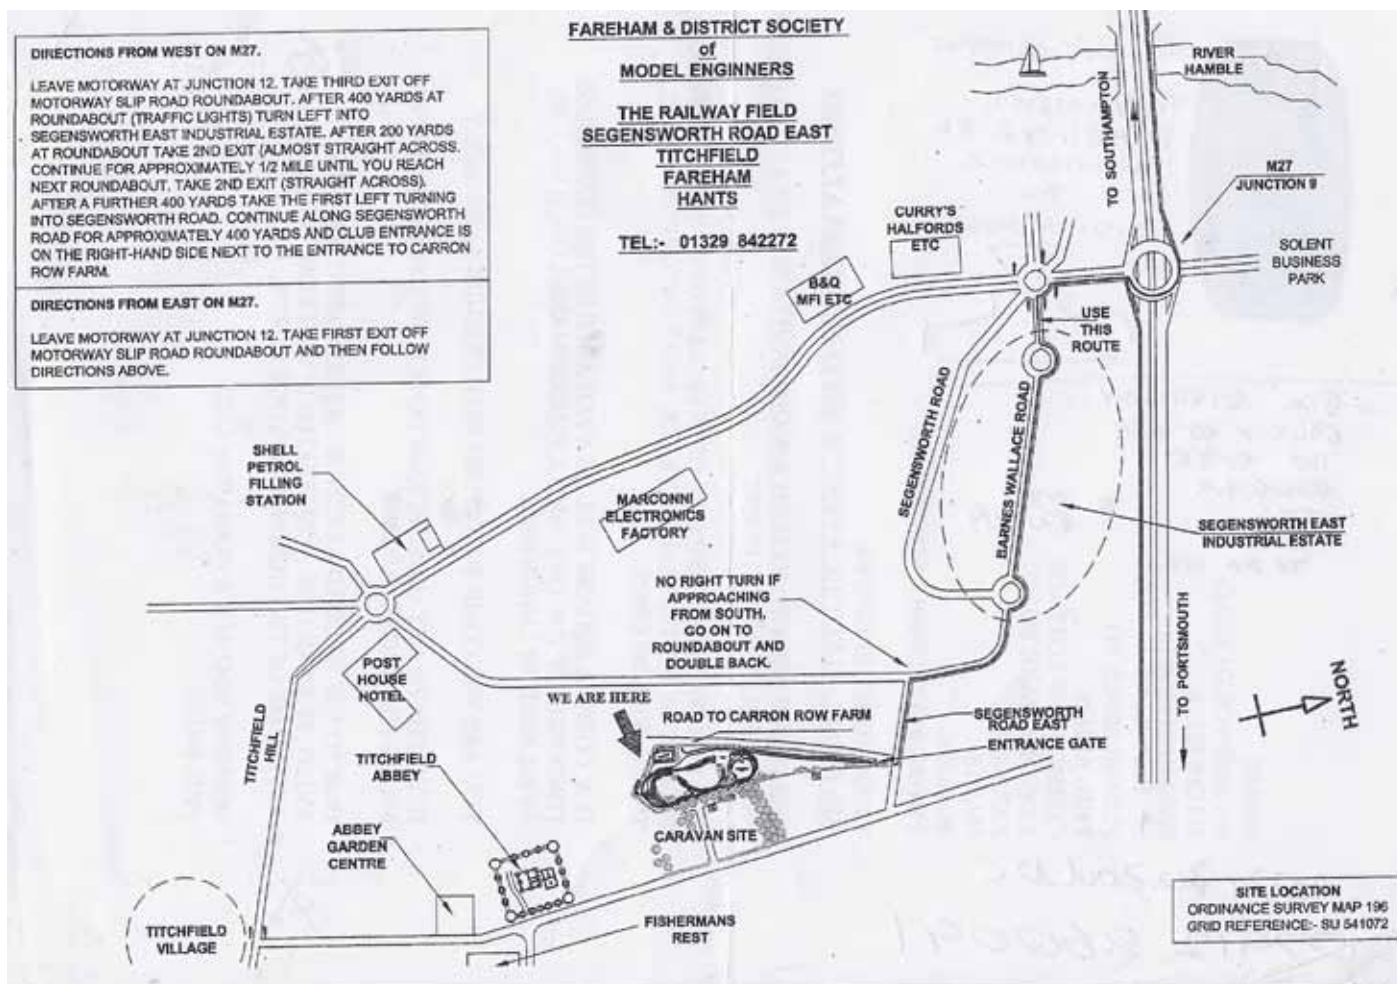 DIRECTIONS FROM WEST ON M27.
LEAVE MOTORWAY AT JUNCTION 12. TAKE THIRD EXIT OFF
MOTORWAY SLIP ROAD ROUNDABOUT. AFTER 400 YARDS AT
ROUNDABOUT (TRAFFIC LIGHTS) TURN LEFT INTO
SEGENSWORTH EAST INDUSTRIAL ESTATE. AFTER 200 YARDS
AT ROUNDABOUT TAKE 2ND EXIT (ALMOST STRAIGHT ACROSS.
CONTINUE FOR APPROXIMATELY 1/2 MILE UNTIL YOU REACH
NEXT ROUNDABOUT, TAKE 2ND EXIT (STRAIGHT ACROSS).
AFTER A FURTHER 400 YARDS TAKE THE FIRST LEFT TURNING
INTO SEGENSWORTH ROAD. CONTINUE ALONG SEGENSWORTH
ROAD FOR APPROXIMATELY 400 YARDS AND CLUB ENTRANCE IS
ON THE RIGHT-HAND SIDE NEXT TO THE ENTRANCE TO CARRON
ROW FARM.
DIRECTIONS FROM EAST ON M27.
LEAVE MOTORWAY AT JUNCTION 12. TAKE FIRST EXIT OFF
MOTORWAY SLIP ROAD ROUNDABOUT AND THEN FOLLOW
DIRECTIONS ABOVE.
FAREHAM & DISTRICT SOCIETY
of
MODEL ENGINNERS
THE RAILWAY FIELD
SEGENSWORTH ROAD EAST
TITCHFIELD
FAREHAM
HANTS
TEL:- 01329 842272
RIVER
HAMBLE
TO SOUTHAMPTON
M27
JUNCTION 9
SOLENT
BUSINESS
PARK
CURRY'S
HALFORDS
ETC
B&Q
MFI ETC
USE
THIS
ROUTE
SEGENSWORTH ROAD
BARNES WALLACE ROAD
SEGENSWORTH EAST
INDUSTRIAL ESTATE
SHELL
PETROL
FILLING
STATION
MARCONNI
ELECTRONICS
FACTORY
NO RIGHT TURN IF
APPROACHING
FROM SOUTH.
GO ON TO
ROUNDABOUT AND
DOUBLE BACK.
POST
HOUSE
HOTEL
WE ARE HERE
ROAD TO CARRON ROW FARM
SEGENSWORTH
ROAD EAST
ENTRANCE GATE
TO PORTSMOUTH
NORTH
TITCHFIELD
HILL
TITCHFIELD
ABBEY
CARAVAN SITE
ABBEY
GARDEN
CENTRE
TITCHFIELD
VILLAGE
FISHERMANS
REST
SITE LOCATION
ORDINANCE SURVEY MAP 196
GRID REFERENCE:- SU 541072